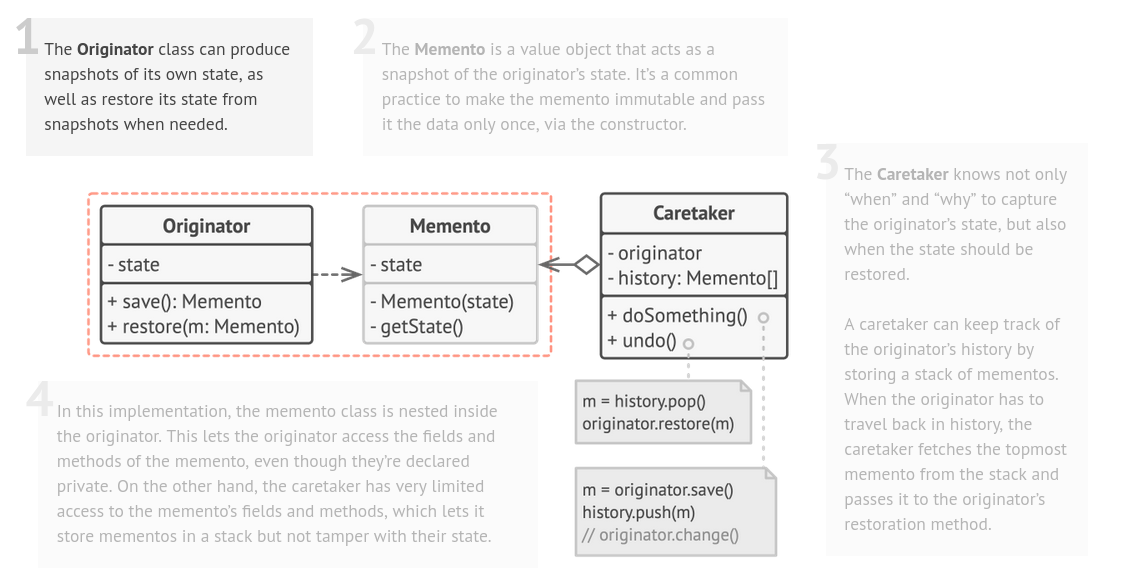 1
The Originator class can produce
snapshots of its own state, as
well as restore its state from
snapshots when needed.
2
The Memento is a value object that acts as a
snapshot of the originator’s state. It’s a common
practice to make the memento immutable and pass
it the data only once, via the constructor.
3
The Caretaker knows not only
“when” and “why” to capture
the originator’s state, but also
when the state should be
restored.
A caretaker can keep track of
the originator’s history by
storing a stack of mementos.
When the originator has to
travel back in history, the
caretaker fetches the topmost
memento from the stack and
passes it to the originator’s
restoration method.
Originator
- state
+ save(): Memento
+ restore(m: Memento)
Memento
- state
- Memento(state)
- getState()
Caretaker
- originator
- history: Memento[]
+ doSomething()
+ undo()
m = history.pop()
originator.restore(m)
m = originator.save()
history.push(m)
// originator.change()
4
In this implementation, the memento class is nested inside
the originator. This lets the originator access the fields and
methods of the memento, even though they’re declared
private. On the other hand, the caretaker has very limited
access to the memento’s fields and methods, which lets it
store mementos in a stack but not tamper with their state.